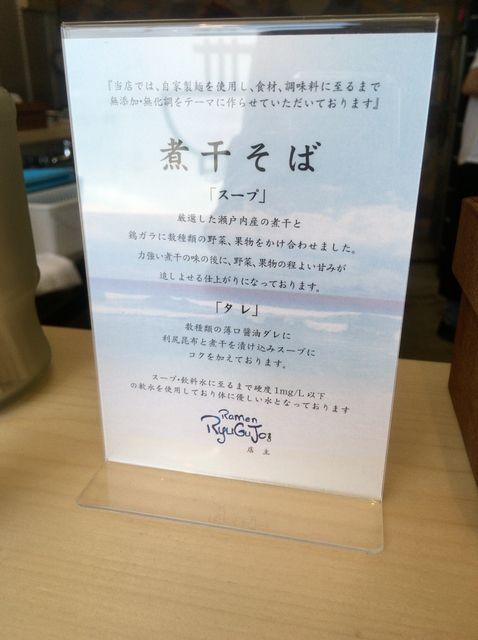 『当店では、自家製麺を使用し、食材、調味料に至るまで
無添加・無化調をテーマに作らせていただいております』
煮干そば
「スープ」
厳選した瀬戸内産の煮干と
鶏ガラに数種類の野菜、果物をかけ合わせました。
力強い煮干の味の後に、野菜、果物の程よい甘みが
追しよせる仕上がりになっております。
「タレ」
数種類の薄口醤油ダレに
利尻昆布と煮干を漬け込みスープに
コクを加えております。
スープ・飲料水に至るまで硬度1mg/L以下
の軟水を使用しており体に優しい水となっております
Ramen
RyuGuJo
店主